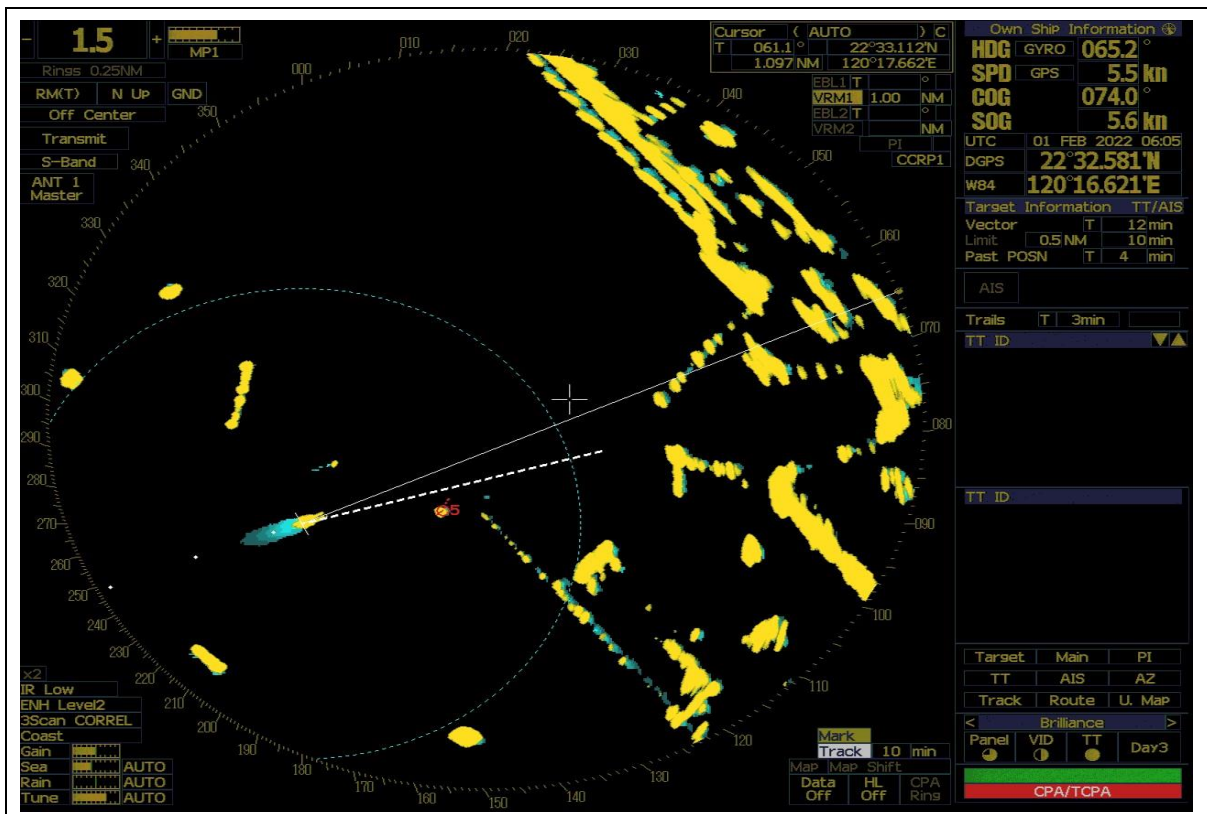 - 1.5 +
MP1
Rings 0.25NM
RM(T) N Up GND
Off Center
Transmit
S-Band
ANT 1
Master
Cursor ( AUTO ) C
T 061.1 ° 22°33.112'N
1.097 NM 120°17.662'E
EBL1 T °
VRM1 1.00 NM
EBL2 T °
VRM2 NM
PI
CCRP1
000
010
020
030
040
050
060
070
080
090
100
110
120
130
140
150
160
170
180
190
200
210
220
230
240
250
260
270
280
290
300
310
320
330
340
350
x2
IR Low
ENH Level2
3Scan CORREL
Coast
Gain
Sea AUTO
Rain AUTO
Tune AUTO
Mark
Track 10 min
Map Map Shift
Data Off
HL Off
CPA Ring
Own Ship Information
HDG GYRO 065.2 °
SPD GPS 5.5 kn
COG 074.0 °
SOG 5.6 kn
UTC 01 FEB 2022 06:05
DGPS 22°32.581'N
W84 120°16.621'E
Target Information TT/AIS
Vector T 12 min
Limit 0.5 NM 10 min
Past POSN T 4 min
AIS
Trails T 3min
TT ID
TT ID
Target Main PI
TT AIS AZ
Track Route U. Map
< Brilliance >
Panel VID TT Day3
CPA/TCPA